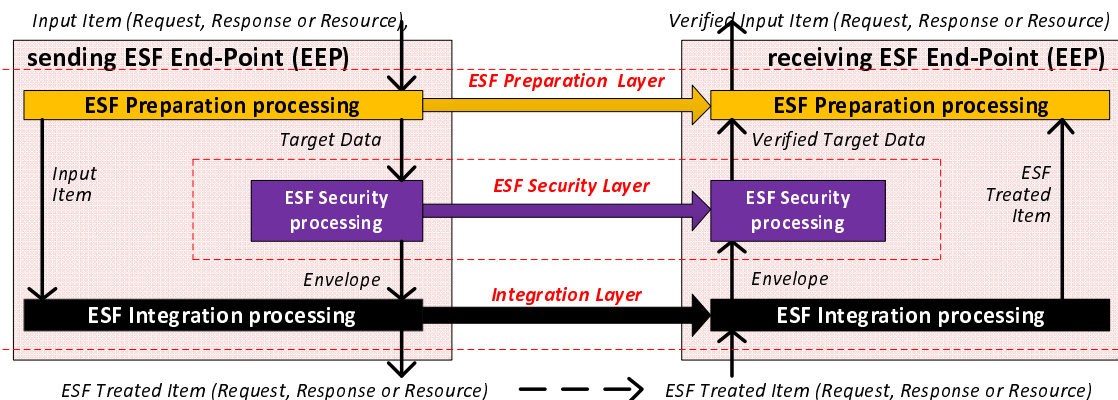 Input Item (Request, Response or Resource),
Verified Input Item (Request, Response or Resource)
sending ESF End-Point (EEP)
receiving ESF End-Point (EEP)
ESF Preparation Layer
ESF Preparation processing
ESF Preparation processing
Target Data
Verified Target Data
Input
Item
ESF Security
processing
ESF Security Layer
ESF Security
processing
ESF
Treated
Item
Envelope
Envelope
Integration Layer
ESF Integration processing
ESF Integration processing
ESF Treated Item (Request, Response or Resource)
ESF Treated Item (Request, Response or Resource)